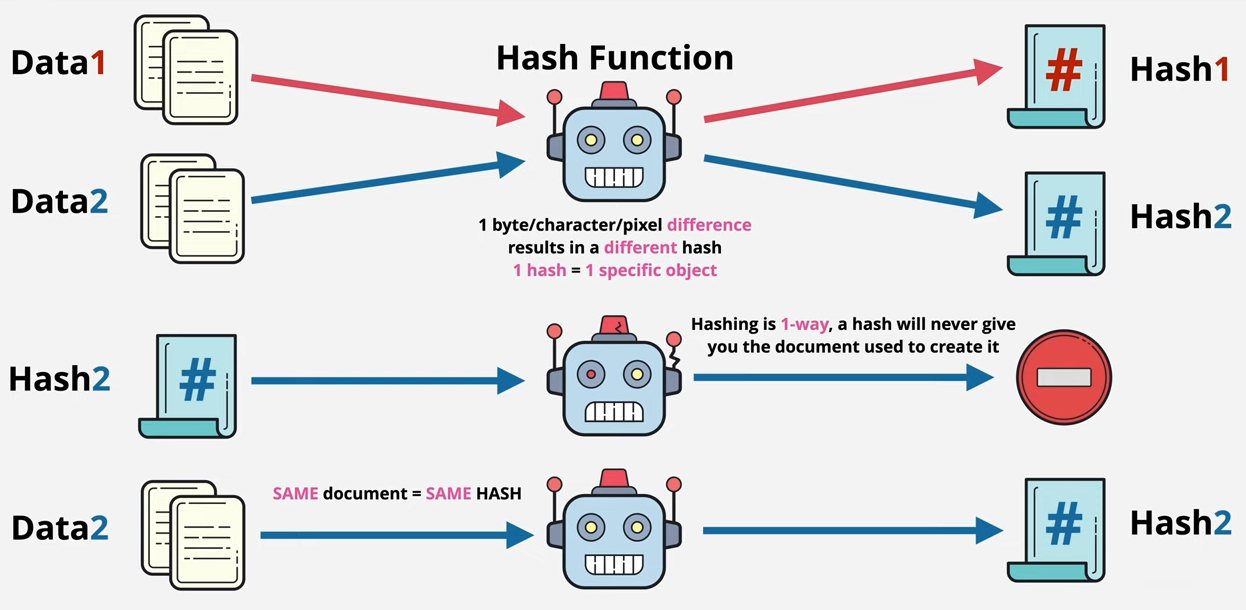 Data1
Hash Function
#
Hash1
Data2
1 byte/character/pixel difference
results in a different hash
1 hash = 1 specific object
#
Hash2
Hash2
#
Hashing is 1-way, a hash will never give
you the document used to create it
Data2
SAME document = SAME HASH
#
Hash2